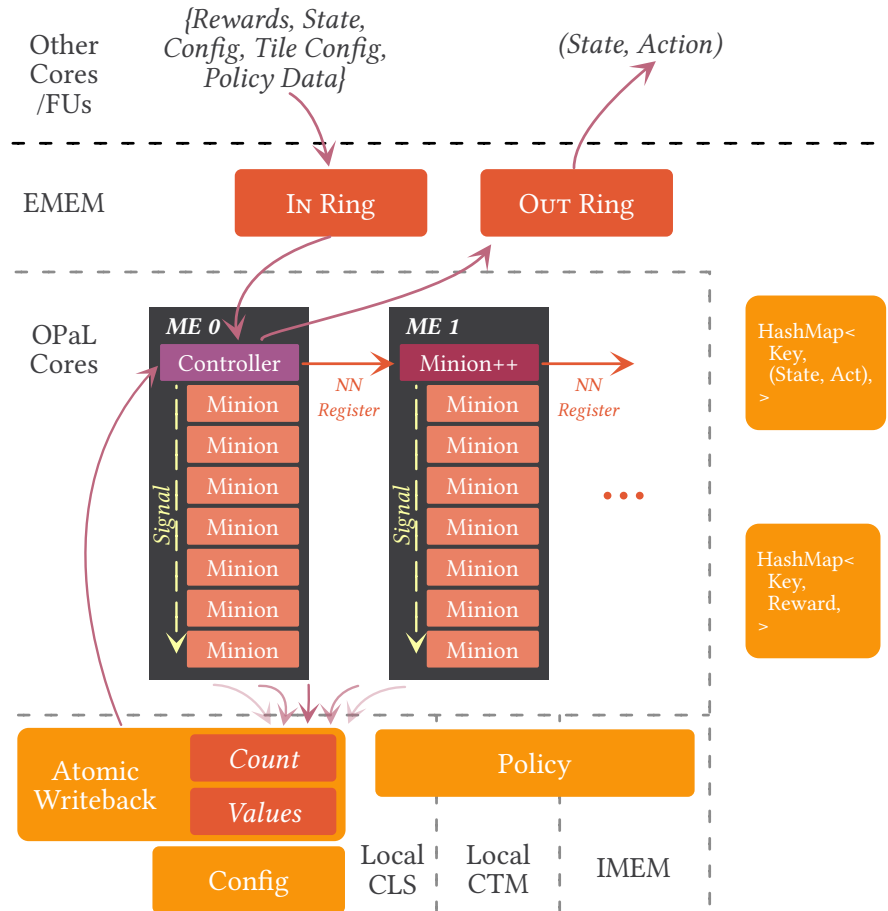 Other
Cores
/FUs
{Rewards, State,
Config, Tile Config,
Policy Data}
(State, Action)
EMEM
In Ring
Out Ring
OPaL
Cores
ME 0
Controller
Minion
Minion
Minion
Minion
Minion
Minion
Minion
Signal
NN
Register
ME 1
Minion++
Minion
Minion
Minion
Minion
Minion
Minion
Minion
Signal
NN
Register
...
HashMap<
Key,
(State, Act),
>
HashMap<
Key,
Reward,
>
Atomic
Writeback
Count
Values
Config
Policy
Local
CLS
Local
CTM
IMEM